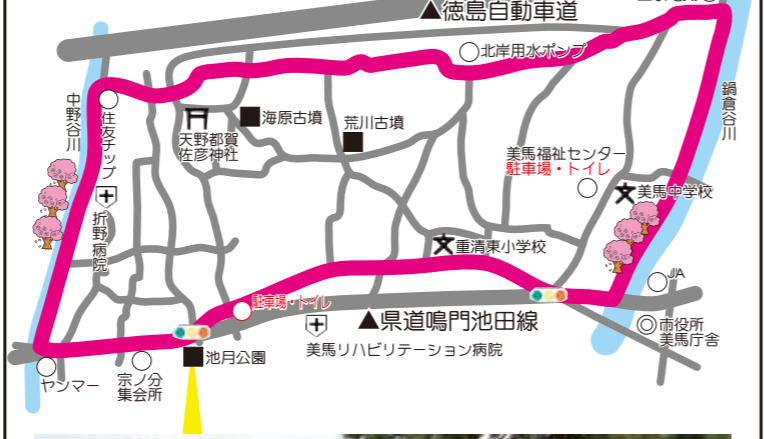 ▲徳島自動車道
北岸用水ポンプ
中野谷川
住友チップ
天野都賀
佐彦神社
海原古墳
荒川古墳
鍋倉谷川
美馬福祉センター
駐車場・トイレ
美馬中学校
折野病院
重清東小学校
JA
駐車場・トイレ
▲県道鳴門池田線
市役所
美馬庁舎
美馬リハビリテーション病院
池月公園
ヤンマー
宗ノ分
集会所